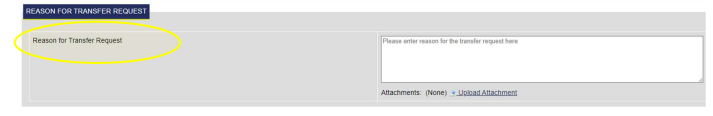 REASON FOR TRANSFER REQUEST
Reason for Transfer Request
Please enter reason for the transfer request here
Attachments: (None) + Upload Attachment